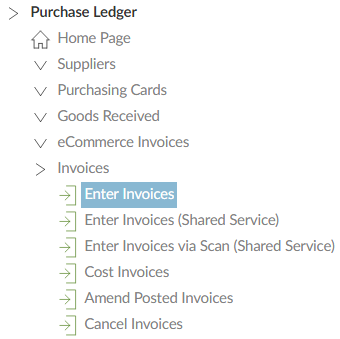 Purchase Ledger
Home Page
Suppliers
Purchasing Cards
Goods Received
eCommerce Invoices
Invoices
Enter Invoices
Enter Invoices (Shared Service)
Enter Invoices via Scan (Shared Service)
Cost Invoices
Amend Posted Invoices
Cancel Invoices